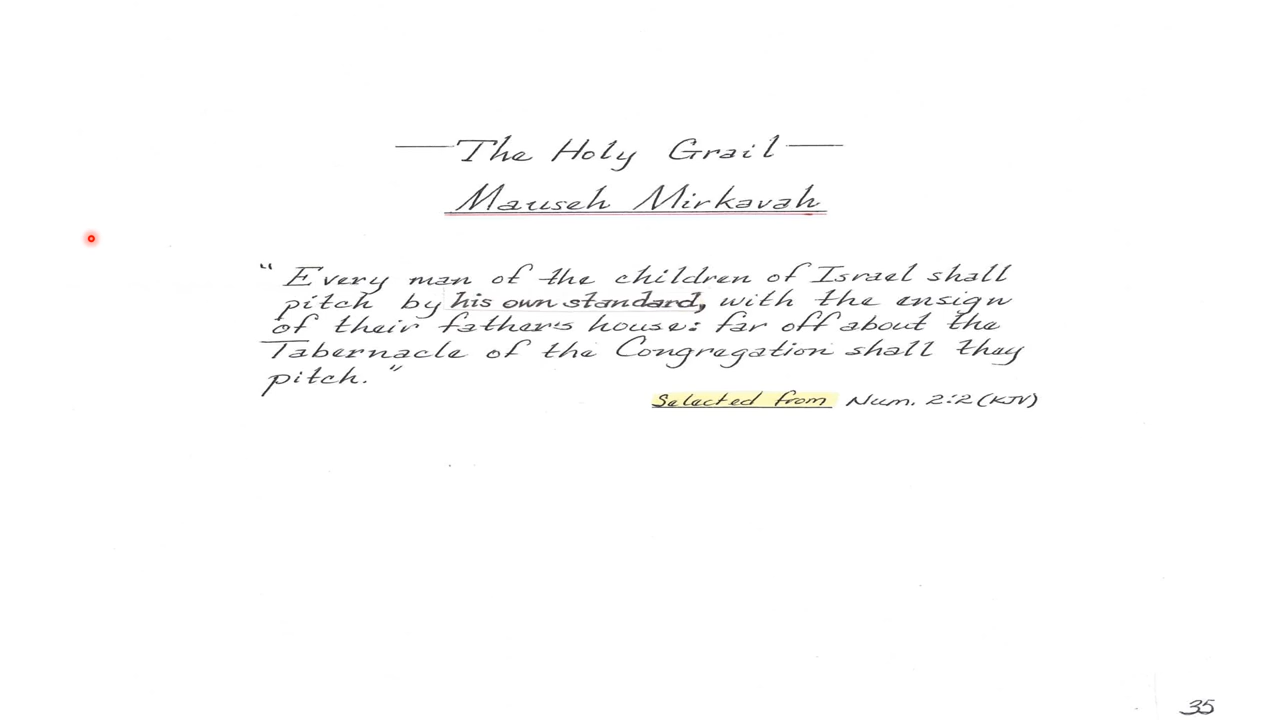 The Holy Grail
Mauseh Mirkavah
" Every man of the children of Israel shall
pitch by his own standard, with the ensign
of their father's house: far off about the
Tabernacle of the Congregation shall they
pitch."
Selected from Num. 2:2 (KJV)
35